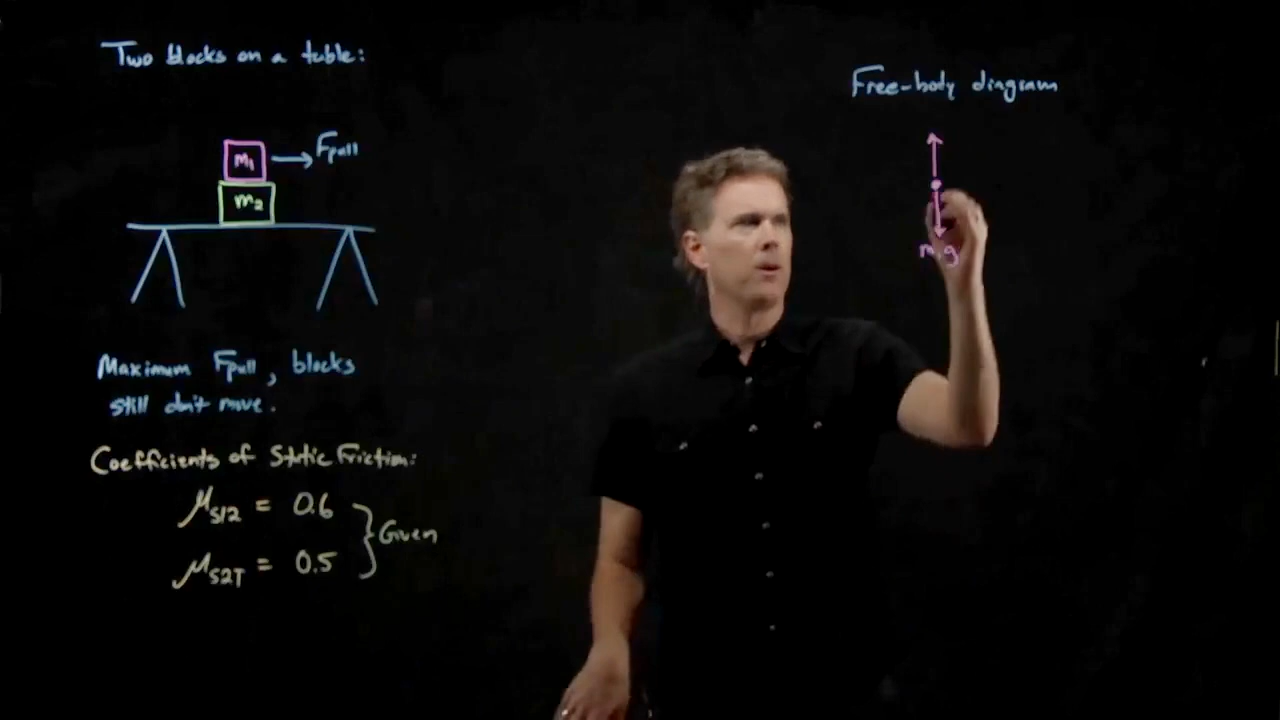 Two blocks on a table:
Free-body diagram
m₁
Fpull
m₂
m₁g
Maximum Fpull, blocks
still don't move.
Coefficients of Static Friction:
μS12 = 0.6
Given
μS2T = 0.5